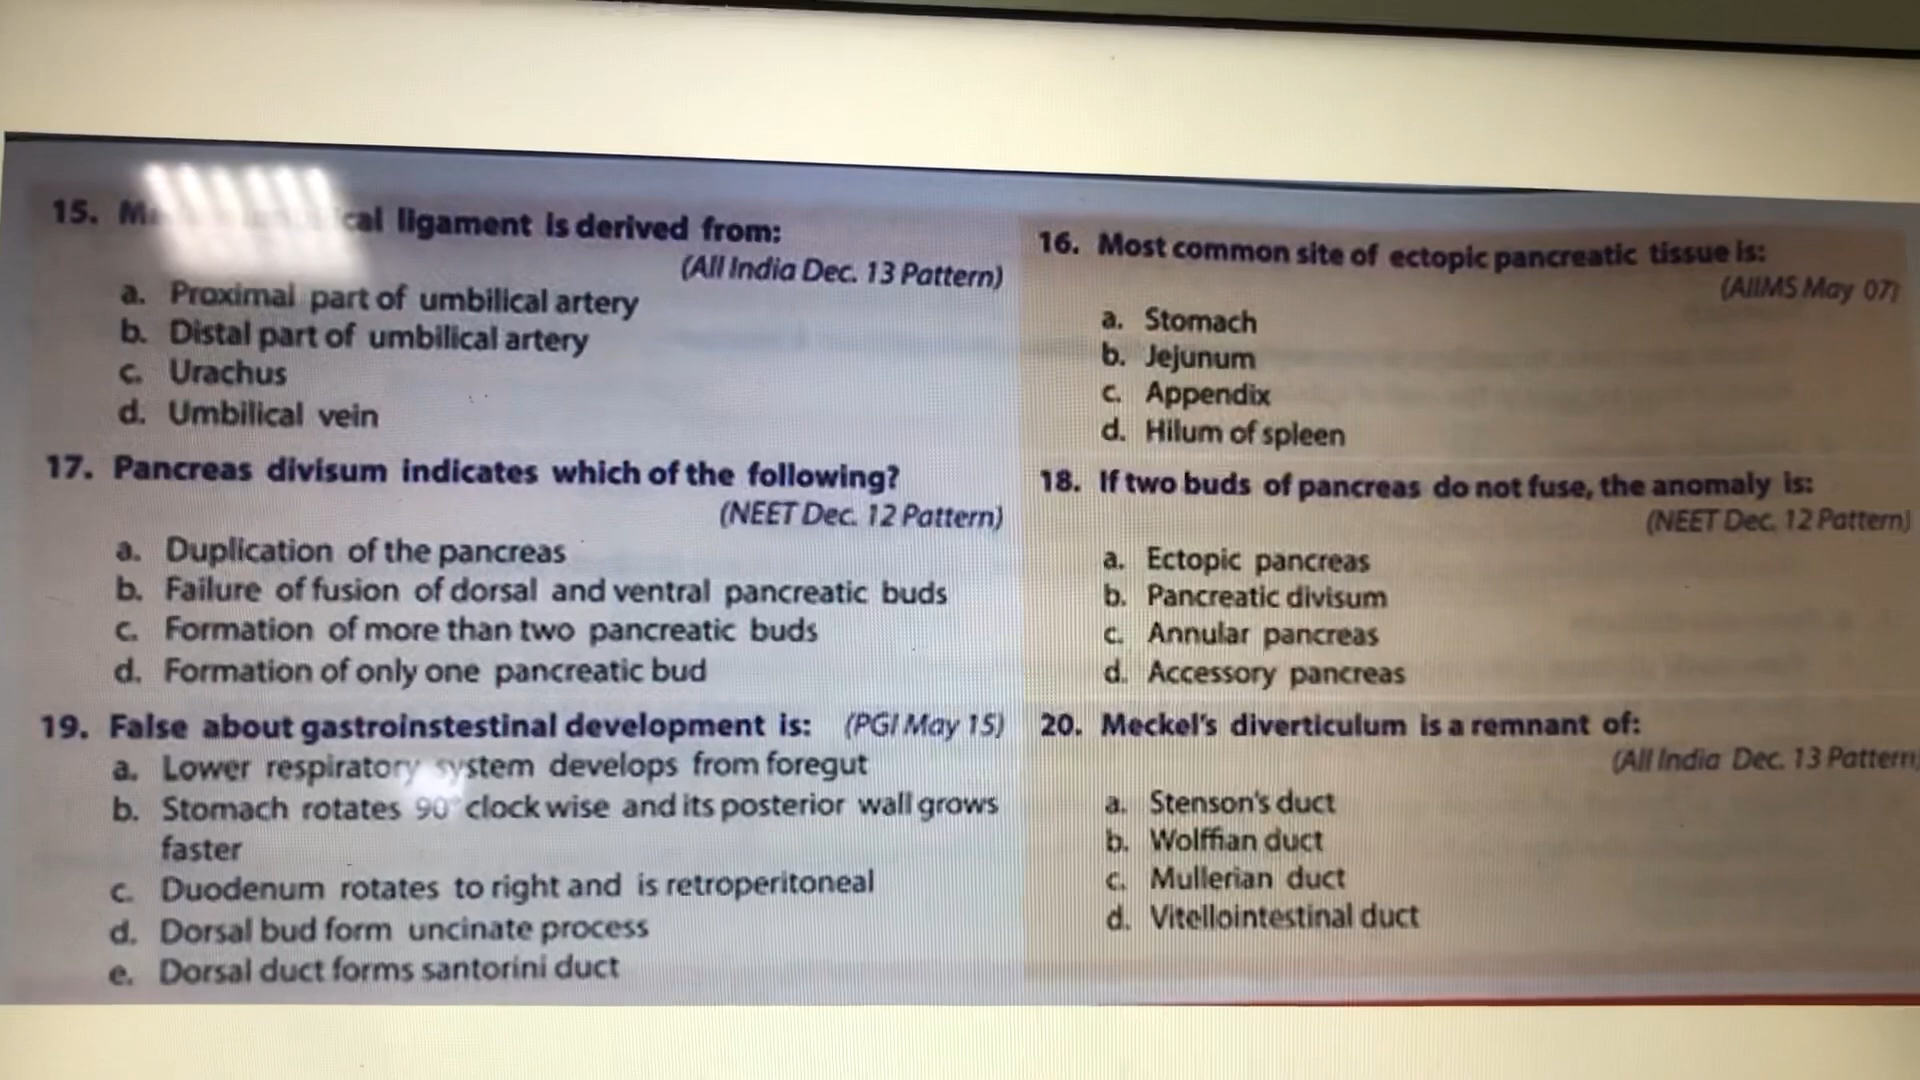 15. ligament is derived from:
(All India Dec. 13 Pattern)
a. Proximal part of umbilical artery
b. Distal part of umbilical artery
c. Urachus
d. Umbilical vein
17. Pancreas divisum indicates which of the following?
(NEET Dec. 12 Pattern)
a. Duplication of the pancreas
b. Failure of fusion of dorsal and ventral pancreatic buds
c. Formation of more than two pancreatic buds
d. Formation of only one pancreatic bud
19. False about gastroinstestinal development is: (PGI May 15)
a. Lower respiratory system develops from foregut
b. Stomach rotates 90° clock wise and its posterior wall grows
faster
c. Duodenum rotates to right and is retroperitoneal
d. Dorsal bud form uncinate process
e. Dorsal duct forms santorini duct
16. Most common site of ectopic pancreatic tissue is:
(AIIMS May 07)
a. Stomach
b. Jejunum
c. Appendix
d. Hilum of spleen
18. If two buds of pancreas do not fuse, the anomaly is:
(NEET Dec. 12 Pattern)
a. Ectopic pancreas
b. Pancreatic divisum
c. Annular pancreas
d. Accessory pancreas
20. Meckel's diverticulum is a remnant of:
(All India Dec. 13 Pattern)
a. Stenson's duct
b. Wolffian duct
c. Mullerian duct
d. Vitellointestinal duct